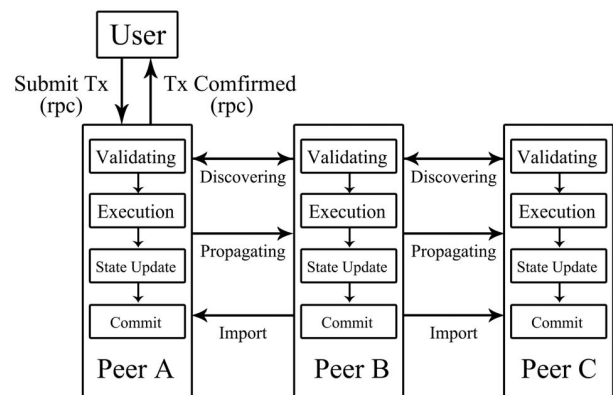 User
Submit Tx
(rpc)
Tx Comfirmed
(rpc)
Validating
Discovering
Validating
Discovering
Validating
Execution
Propagating
Execution
Propagating
Execution
State Update
State Update
State Update
Commit
Import
Commit
Import
Commit
Peer A
Peer B
Peer C